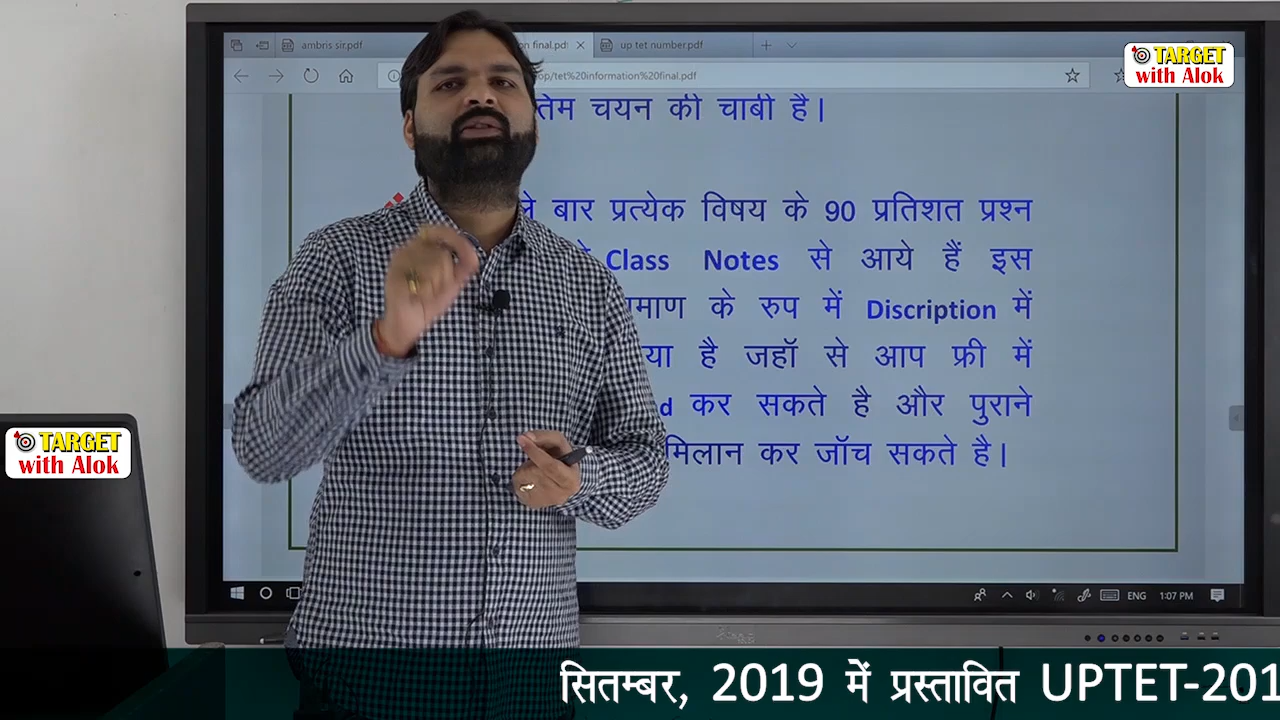 ambris sir.pdf
on final.pdf
up tet number.pdf
op/tet%20information%20final.pdf
TARGET
with Alok
चयन की चाबी है।
बार प्रत्येक विषय के 90 प्रतिशत प्रश्न
Class Notes से आये हैं इस
के रुप में Discription में
है जहॉ से आप फ्री में
कर सकते है और पुराने
मिलान कर जॉच सकते है।
TARGET
with Alok
ENG 1:07 PM
सितम्बर, 2019 में प्रस्तावित UPTET-201